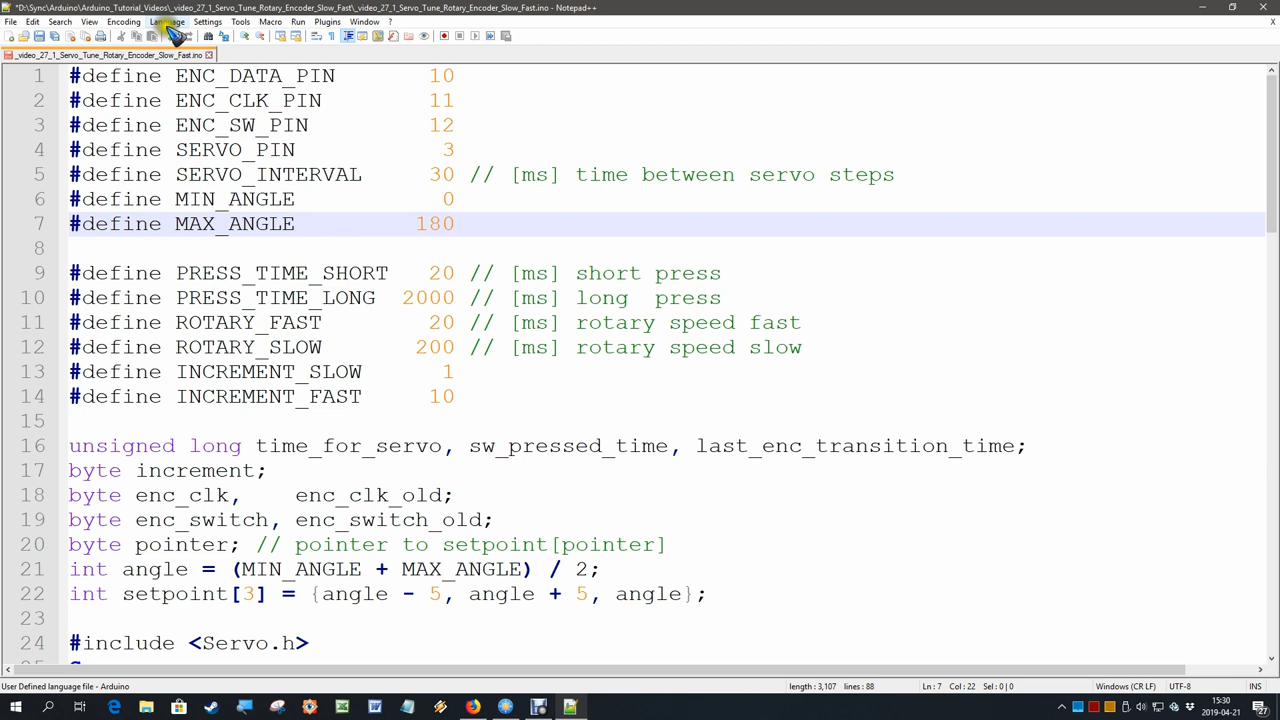 *D:\Sync\Arduino\Arduino_Tutorial_Videos\_video_27_1_Servo_Tune_Rotary_Encoder_Slow_Fast\_video_27_1_Servo_Tune_Rotary_Encoder_Slow_Fast.ino - Notepad++
File Edit Search View Encoding Language Settings Tools Macro Run Plugins Window ?
_video_27_1_Servo_Tune_Rotary_Encoder_Slow_Fast.ino
1 #define ENC_DATA_PIN 10
2 #define ENC_CLK_PIN 11
3 #define ENC_SW_PIN 12
4 #define SERVO_PIN 3
5 #define SERVO_INTERVAL 30 // [ms] time between servo steps
6 #define MIN_ANGLE 0
7 #define MAX_ANGLE 180
8
9 #define PRESS_TIME_SHORT 20 // [ms] short press
10 #define PRESS_TIME_LONG 2000 // [ms] long  press
11 #define ROTARY_FAST 20 // [ms] rotary speed fast
12 #define ROTARY_SLOW 200 // [ms] rotary speed slow
13 #define INCREMENT_SLOW 1
14 #define INCREMENT_FAST 10
15
16 unsigned long time_for_servo, sw_pressed_time, last_enc_transition_time;
17 byte increment;
18 byte enc_clk,    enc_clk_old;
19 byte enc_switch, enc_switch_old;
20 byte pointer; // pointer to setpoint[pointer]
21 int angle = (MIN_ANGLE + MAX_ANGLE) / 2;
22 int setpoint[3] = {angle - 5, angle + 5, angle};
23
24 #include <Servo.h>
User Defined language file - Arduino length : 3,107 lines : 88 Ln : 7 Col : 22 Sel : 0 | 0 Windows (CR LF) UTF-8 INS
15:30
2019-04-21